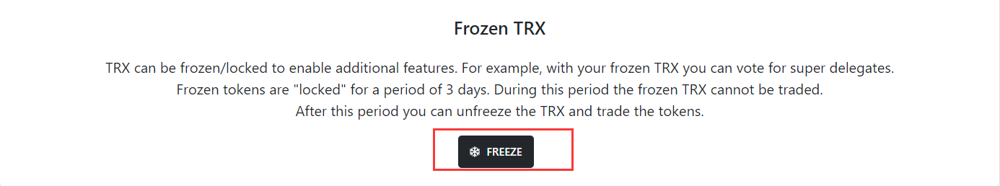 Frozen TRX
TRX can be frozen/locked to enable additional features. For example, with your frozen TRX you can vote for super delegates.
Frozen tokens are "locked" for a period of 3 days. During this period the frozen TRX cannot be traded.
After this period you can unfreeze the TRX and trade the tokens.
FREEZE